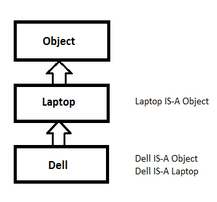 Object
Laptop
Laptop IS-A Object
Dell
Dell IS-A Object
Dell IS-A Laptop